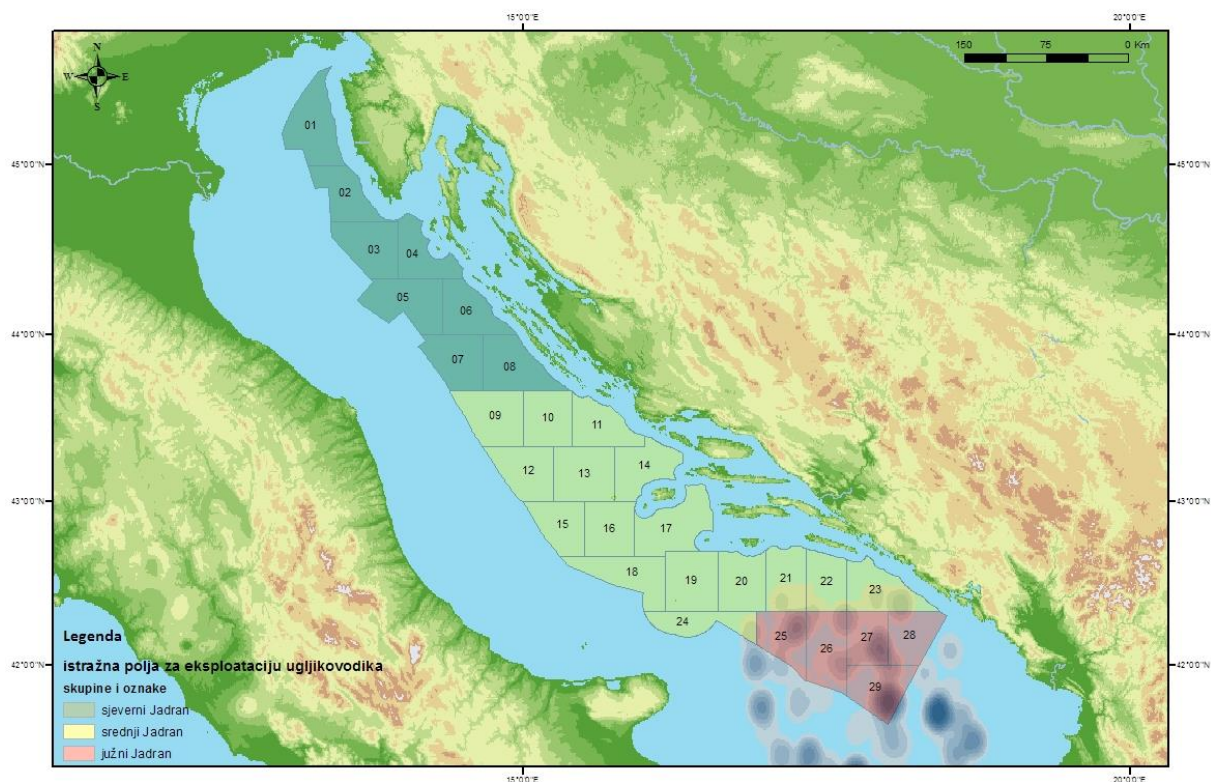 15°0'0"E
20°0'0"E
N
W
E
S
150
75
0 Km
01
45°0'0"N
45°0'0"N
02
03
04
05
06
44°0'0"N
44°0'0"N
07
08
09
10
11
12
13
14
43°0'0"N
43°0'0"N
15
16
17
18
19
20
21
22
23
24
25
26
27
28
Legenda
42°0'0"N
42°0'0"N
istražna polja za eksploataciju ugljikovodika
29
skupine i oznake
sjeverni Jadran
srednji Jadran
južni Jadran
15°0'0"E
20°0'0"E